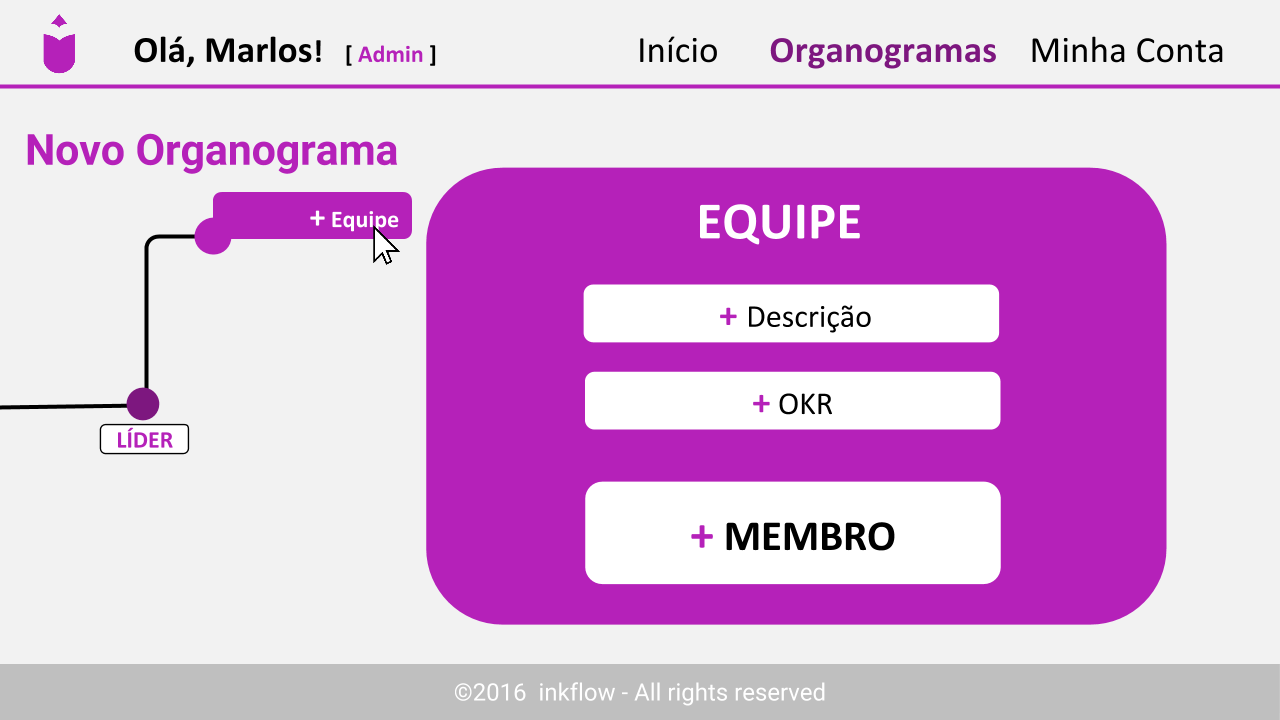 Olá, Marlos! [ Admin ] Início Organogramas Minha Conta
Novo Organograma
+ Equipe
LÍDER
EQUIPE
+ Descrição
+ OKR
+ MEMBRO
©2016 inkflow - All rights reserved